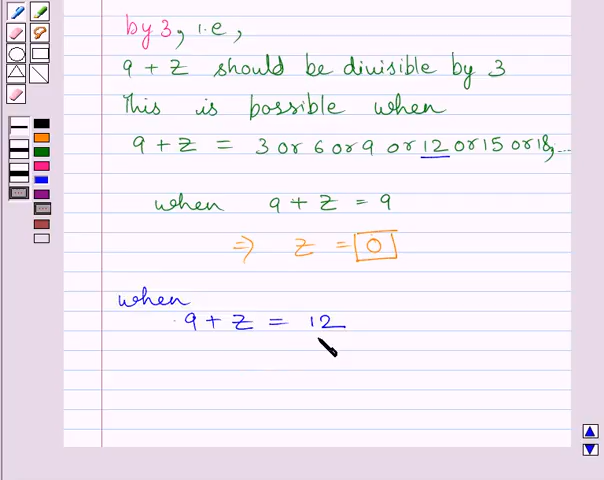 by 3, i.e,
9 + z should be divisible by 3
This is possible when
9 + z = 3 or 6 or 9 or 12 or 15 or 18,...
when 9 + z = 9
⇒ z = 0
when
9 + z = 12